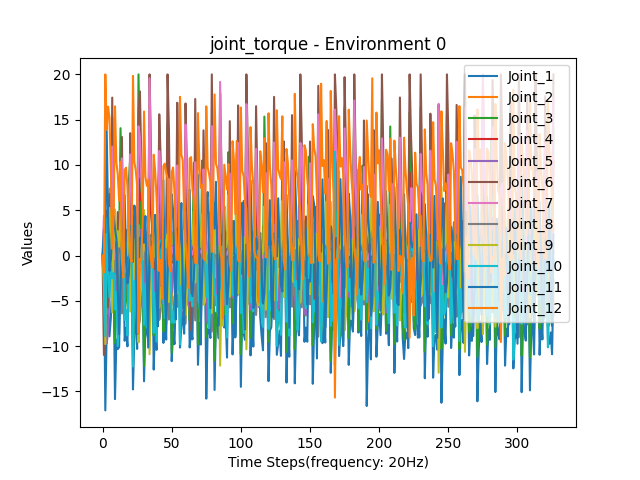 joint_torque - Environment 0
Values
20
15
10
5
0
−5
−10
−15
0
50
100
150
200
250
300
Time Steps(frequency: 20Hz)
Joint_1
Joint_2
Joint_3
Joint_4
Joint_5
Joint_6
Joint_7
Joint_8
Joint_9
Joint_10
Joint_11
Joint_12